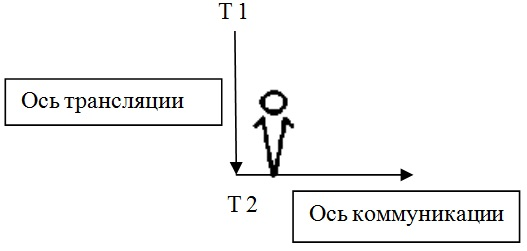 Т 1
Ось трансляции
Т 2
Ось коммуникации